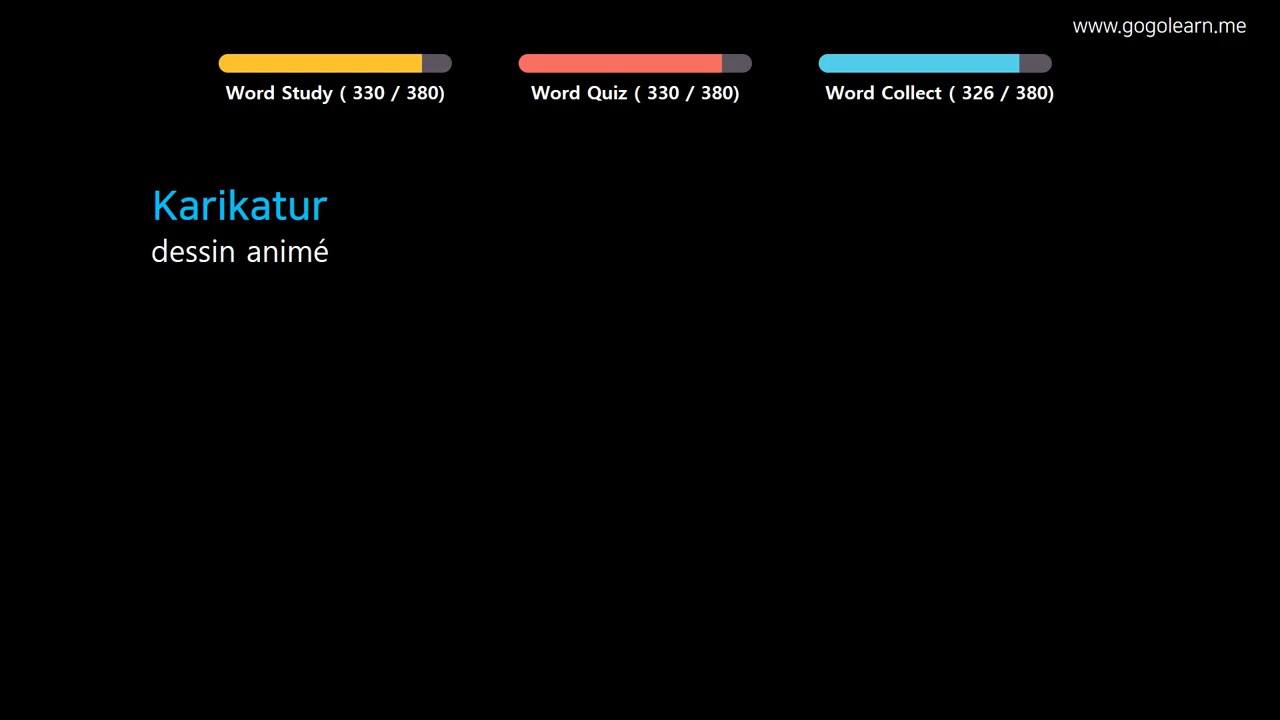 www.gogolearn.me
Word Study ( 330 / 380)
Word Quiz ( 330 / 380)
Word Collect ( 326 / 380)
Karikatur
dessin animé